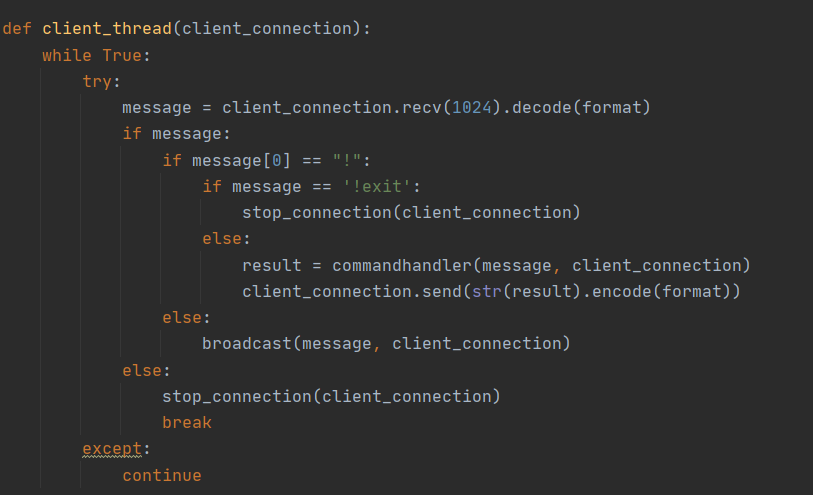 def client_thread(client_connection):
    while True:
        try:
            message = client_connection.recv(1024).decode(format)
            if message:
                if message[0] == "!":
                    if message == '!exit':
                        stop_connection(client_connection)
                    else:
                        result = commandhandler(message, client_connection)
                        client_connection.send(str(result).encode(format))
                else:
                    broadcast(message, client_connection)
            else:
                stop_connection(client_connection)
                break
        except:
            continue